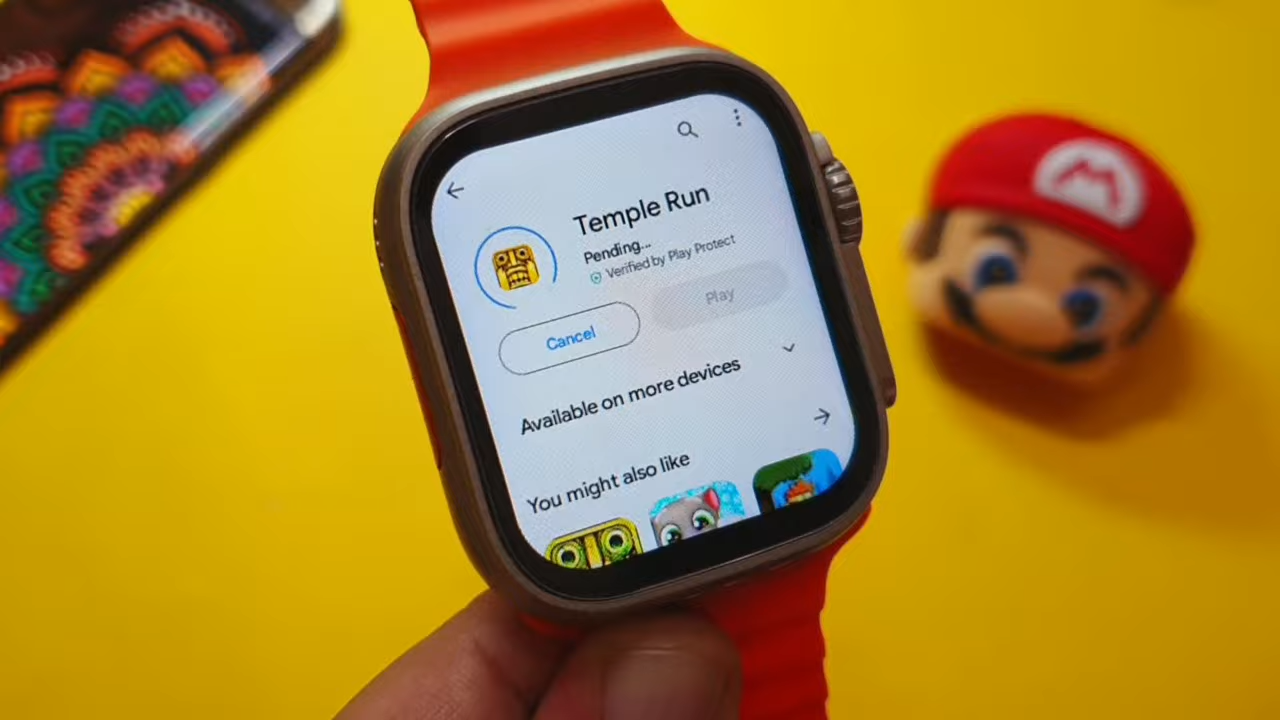 Temple Run
Pending...
Verified by Play Protect
Cancel
Play
Available on more devices
You might also like
M